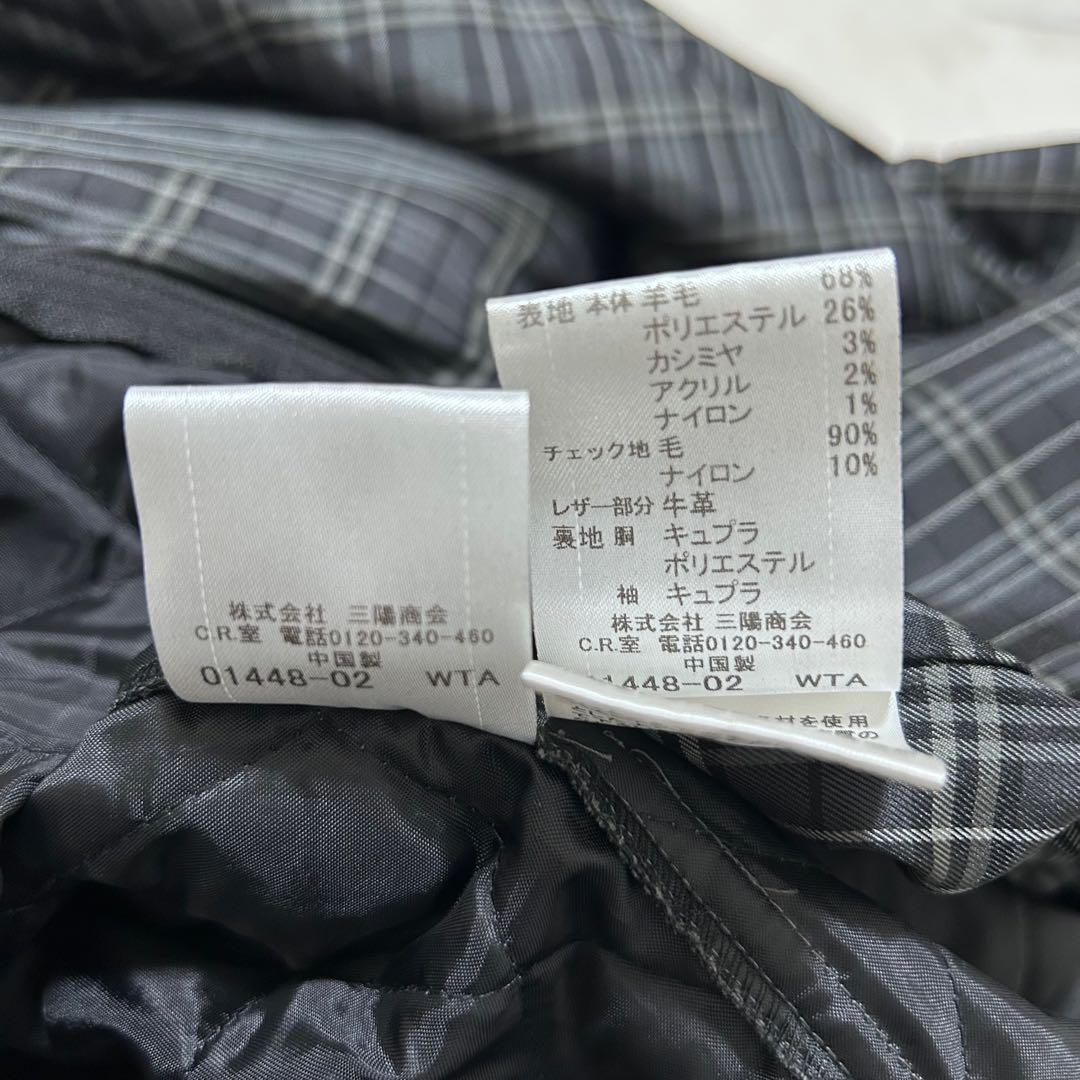 株式会社 三陽商会
C.R.室 電話0120-340-460
中国製
01448-02 WTA
表地 本体 羊毛 68%
ポリエステル 26%
カシミヤ 3%
アクリル 2%
ナイロン 1%
チェック地 毛 90%
ナイロン 10%
レザー部分 牛革
裏地 胴 キュプラ
ポリエステル
袖 キュプラ
株式会社 三陽商会
C.R.室 電話0120-340-460
中国製
1448-02 WTA
材を使用
の